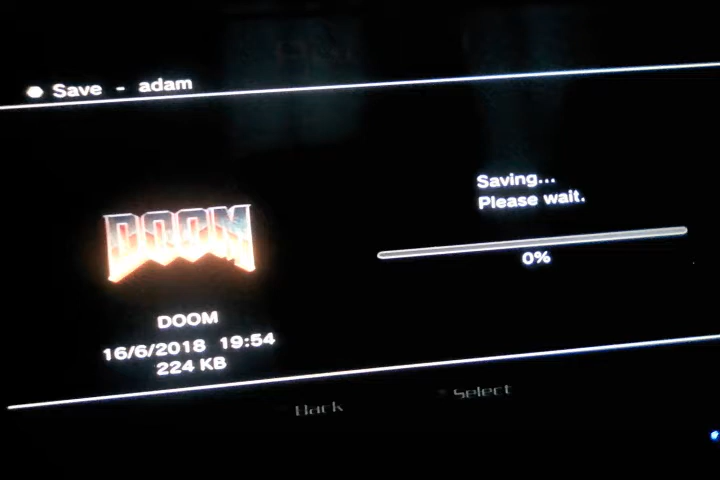 Save - adam
Saving...
Please wait.
0%
DOOM
DOOM
16/6/2018 19:54
224 KB
Back
Select